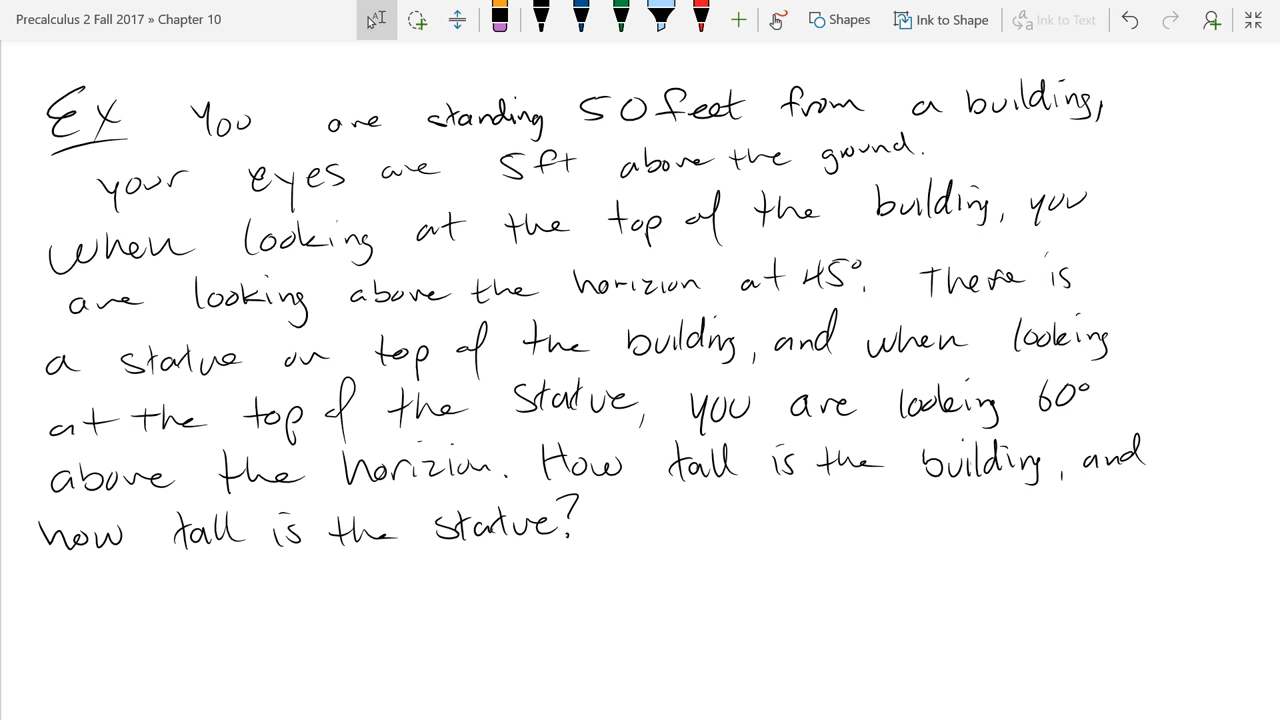 Precalculus 2 Fall 2017 » Chapter 10
Shapes
Ink to Shape
Ink to Text
Ex You are standing 50 feet from a building,
your eyes are 5ft above the ground.
When looking at the top of the building, you
are looking above the horizion at 45°. There is
a statue on top of the building, and when looking
at the top of the statue, you are looking 60°
above the horizion. How tall is the building, and
how tall is the statue?